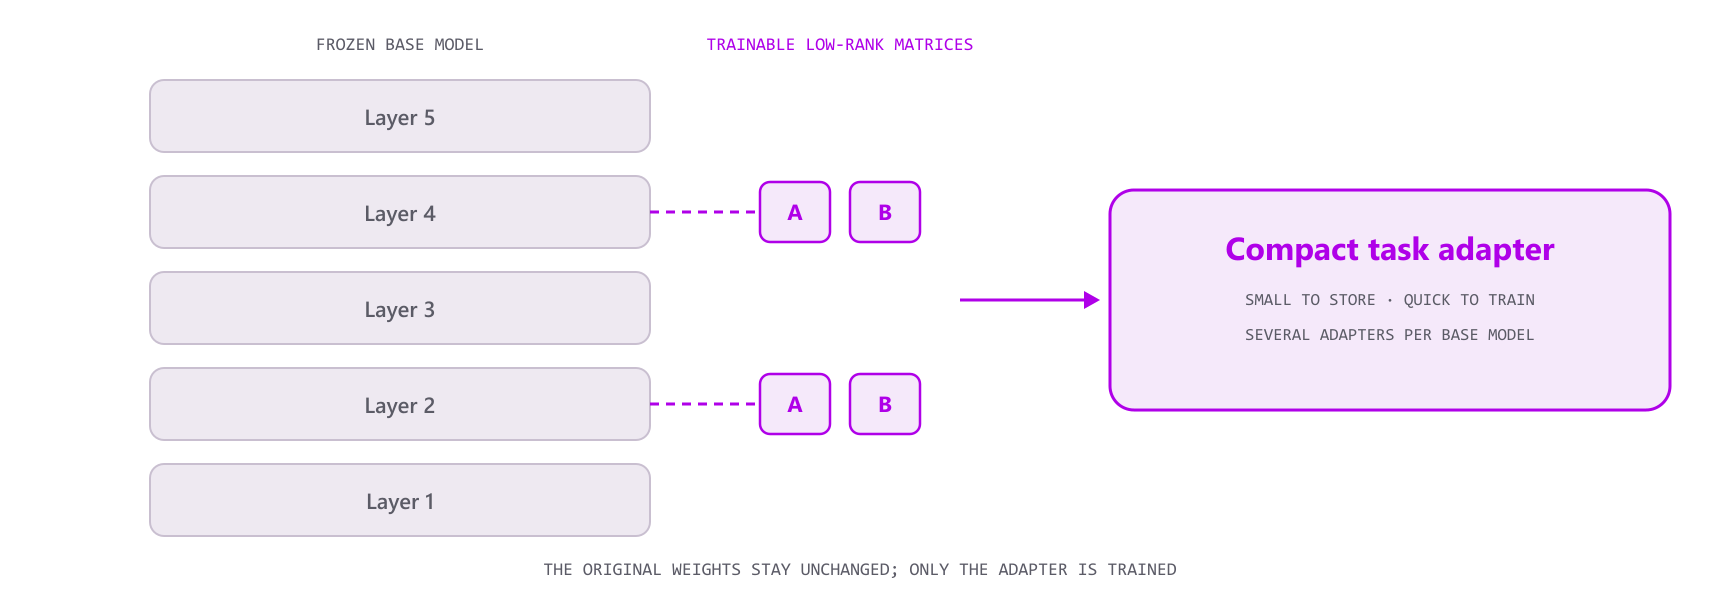 FROZEN BASE MODEL
TRAINABLE LOW-RANK MATRICES
Layer 5
Layer 4
A
B
Layer 3
Layer 2
A
B
Layer 1
Compact task adapter
SMALL TO STORE · QUICK TO TRAIN
SEVERAL ADAPTERS PER BASE MODEL
THE ORIGINAL WEIGHTS STAY UNCHANGED; ONLY THE ADAPTER IS TRAINED